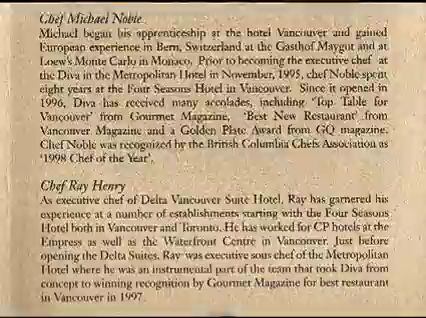 Chef Michael Noble
Michael began his apprenticeship at the hotel Vancouver and gained
European experience in Bern, Switzerland at the Gasthof Maygut and at
Loew's Monte Carlo in Monaco. Prior to becoming the executive chef at
the Diva in the Metropolitan Hotel in November, 1995, chef Noble spent
eight years at the Four Seasons Hotel in Vancouver. Since it opened in
1996, Diva has received many accolades, including 'Top Table for
Vancouver' from Gourmet Magazine, 'Best New Restaurant' from
Vancouver Magazine and a Golden Plate Award from GQ magazine.
Chef Noble was recognized by the British Columbia Chefs Association as
'1998 Chef of the Year'.
Chef Ray Henry
As executive chef of Delta Vancouver Suite Hotel, Ray has garnered his
experience at a number of establishments starting with the Four Seasons
Hotel both in Vancouver and Toronto. He has worked for CP hotels at the
Empress as well as the Waterfront Centre in Vancouver. Just before
opening the Delta Suites, Ray was executive sous chef of the Metropolitan
Hotel where he was an instrumental part of the team that took Diva from
concept to winning recognition by Gourmet Magazine for best restaurant
in Vancouver in 1997.